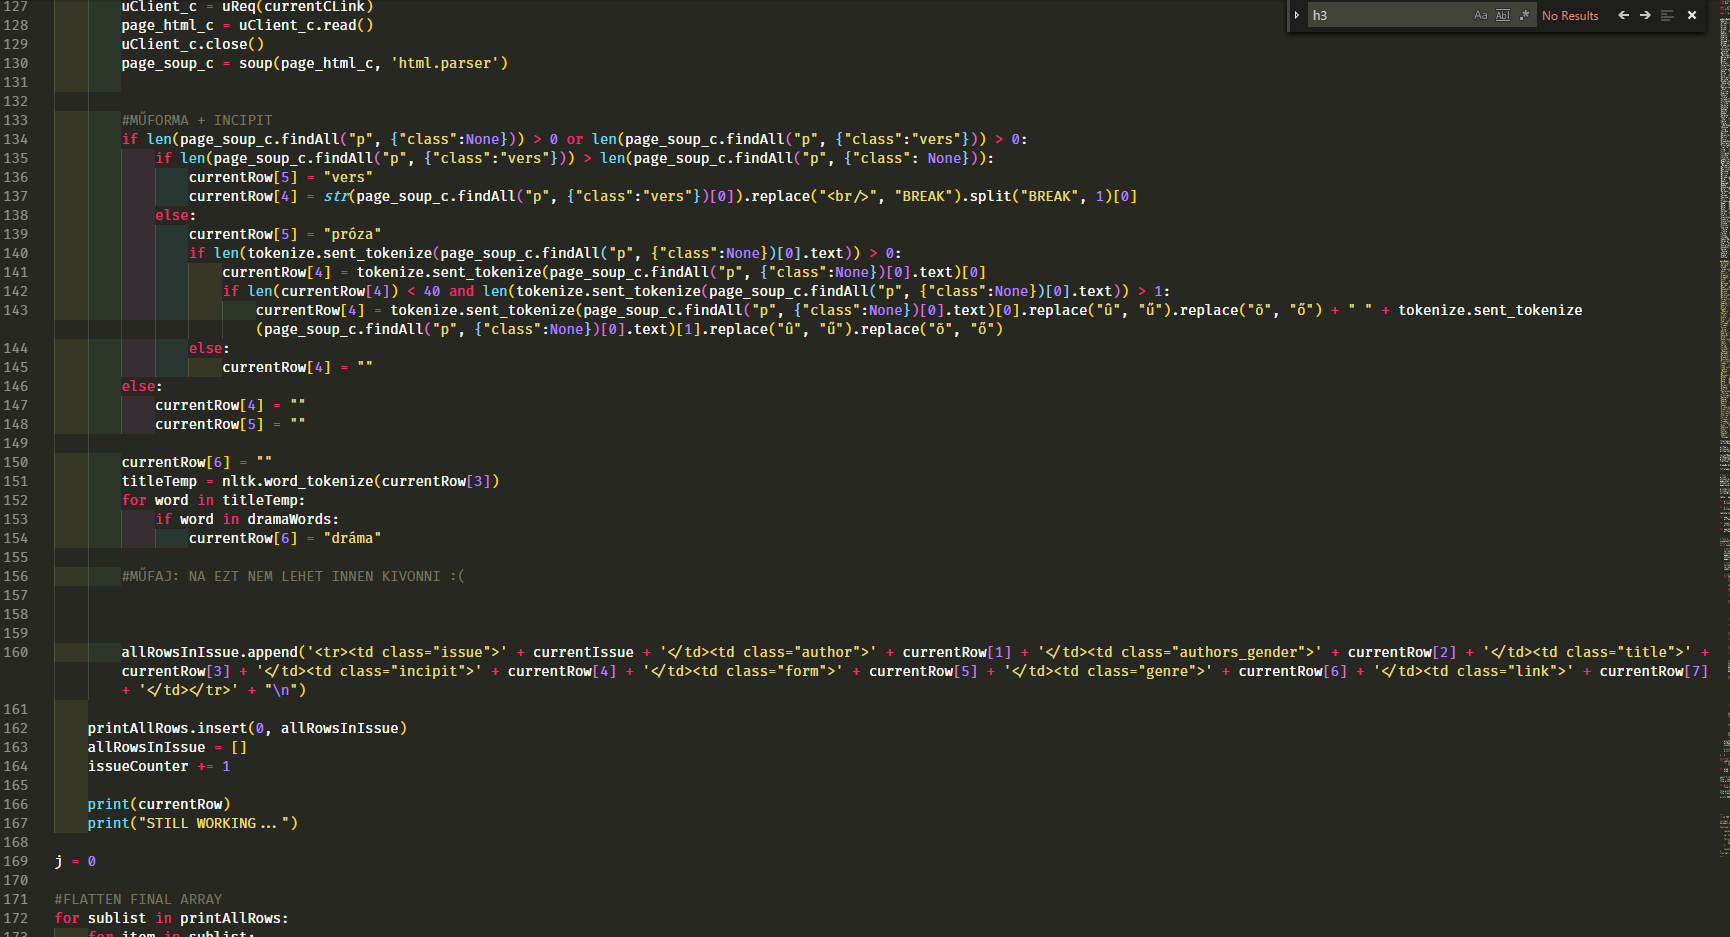 h3 Aa Abl .* No Results
127 uClient_c = uReq(currentCLink)
128 page_html_c = uClient_c.read()
129 uClient_c.close()
130 page_soup_c = soup(page_html_c, 'html.parser')
131
132
133 #MŰFORMA + INCIPIT
134 if len(page_soup_c.findAll("p", {"class":None})) > 0 or len(page_soup_c.findAll("p", {"class":"vers"})) > 0:
135 if len(page_soup_c.findAll("p", {"class":"vers"})) > len(page_soup_c.findAll("p", {"class": None})):
136 currentRow[5] = "vers"
137 currentRow[4] = str(page_soup_c.findAll("p", {"class":"vers"})[0]).replace("<br/>", "BREAK").split("BREAK", 1)[0]
138 else:
139 currentRow[5] = "próza"
140 if len(tokenize.sent_tokenize(page_soup_c.findAll("p", {"class":None})[0].text)) > 0:
141 currentRow[4] = tokenize.sent_tokenize(page_soup_c.findAll("p", {"class":None})[0].text)[0]
142 if len(currentRow[4]) < 40 and len(tokenize.sent_tokenize(page_soup_c.findAll("p", {"class":None})[0].text)) > 1:
143 currentRow[4] = tokenize.sent_tokenize(page_soup_c.findAll("p", {"class":None})[0].text)[0].replace("û", "ű").replace("õ", "ő") + " " + tokenize.sent_tokenize
(page_soup_c.findAll("p", {"class":None})[0].text)[1].replace("û", "ű").replace("õ", "ő")
144 else:
145 currentRow[4] = ""
146 else:
147 currentRow[4] = ""
148 currentRow[5] = ""
149
150 currentRow[6] = ""
151 titleTemp = nltk.word_tokenize(currentRow[3])
152 for word in titleTemp:
153 if word in dramaWords:
154 currentRow[6] = "dráma"
155
156 #MŰFAJ: NA EZT NEM LEHET INNEN KIVONNI :(
157
158
159
160 allRowsInIssue.append('<tr><td class="issue">' + currentIssue + '</td><td class="author">' + currentRow[1] + '</td><td class="authors_gender">' + currentRow[2] + '</td><td class="title">' +
currentRow[3] + '</td><td class="incipit">' + currentRow[4] + '</td><td class="form">' + currentRow[5] + '</td><td class="genre">' + currentRow[6] + '</td><td class="link">' + currentRow[7]
+ '</td></tr>' + "\n")
161
162 printAllRows.insert(0, allRowsInIssue)
163 allRowsInIssue = []
164 issueCounter += 1
165
166 print(currentRow)
167 print("STILL WORKING...")
168
169 j = 0
170
171 #FLATTEN FINAL ARRAY
172 for sublist in printAllRows:
173 for item in sublist: